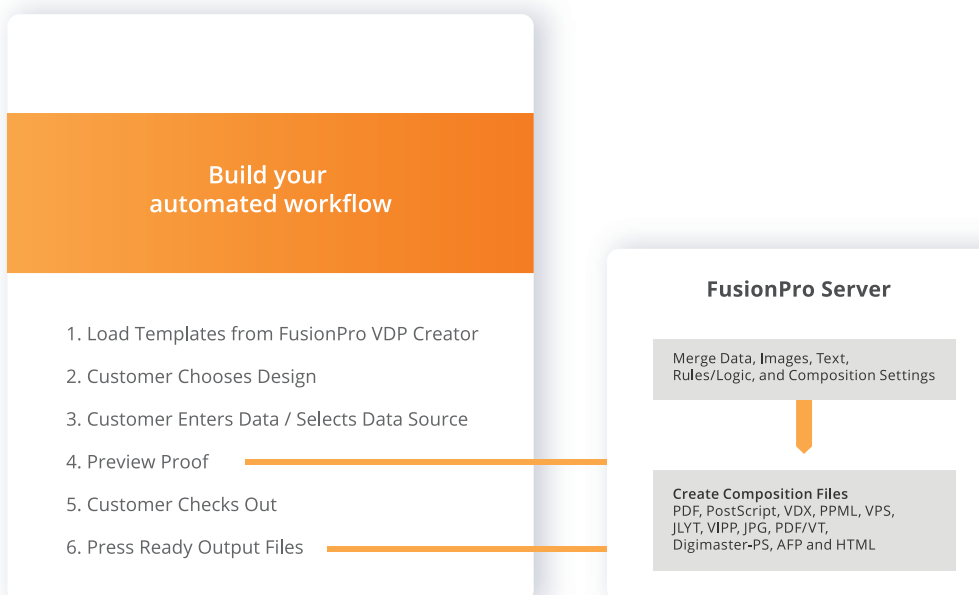 Build your
automated workflow
1. Load Templates from FusionPro VDP Creator
2. Customer Chooses Design
3. Customer Enters Data / Selects Data Source
4. Preview Proof
5. Customer Checks Out
6. Press Ready Output Files
FusionPro Server
Merge Data, Images, Text,
Rules/Logic, and Composition Settings
Create Composition Files
PDF, PostScript, VDX, PPML, VPS,
JLYT, VIPP, JPG, PDF/VT,
Digimaster-PS, AFP and HTML